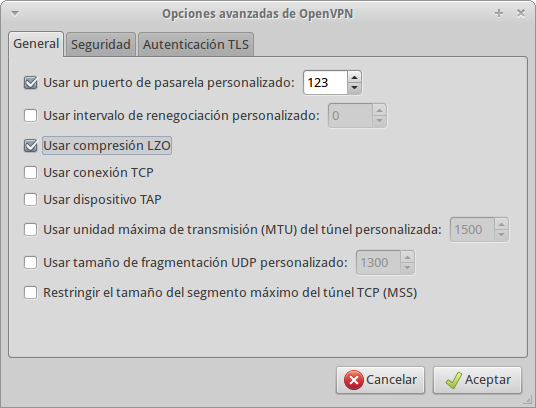 Opciones avanzadas de OpenVPN
General Seguridad Autenticación TLS
Usar un puerto de pasarela personalizado: 123
Usar intervalo de renegociación personalizado: 0
Usar compresión LZO
Usar conexión TCP
Usar dispositivo TAP
Usar unidad máxima de transmisión (MTU) del túnel personalizada: 1500
Usar tamaño de fragmentación UDP personalizado: 1300
Restringir el tamaño del segmento máximo del túnel TCP (MSS)
Cancelar Aceptar